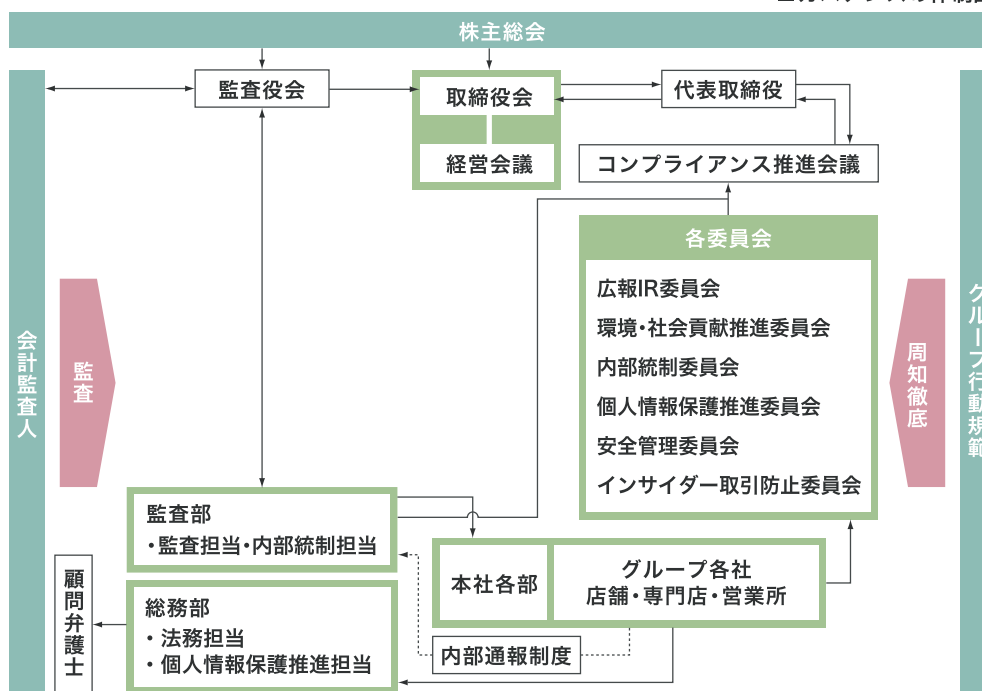 株主総会
監査役会
取締役会
代表取締役
経営会議
コンプライアンス推進会議
各委員会
広報IR委員会
環境・社会貢献推進委員会
内部統制委員会
個人情報保護推進委員会
安全管理委員会
インサイダー取引防止委員会
会計監査人
監査
周知徹底
グループ行動規範
監査部
・監査担当・内部統制担当
本社各部
グループ各社
店舗・専門店・営業所
顧問弁護士
総務部
・法務担当
・個人情報保護推進担当
内部通報制度